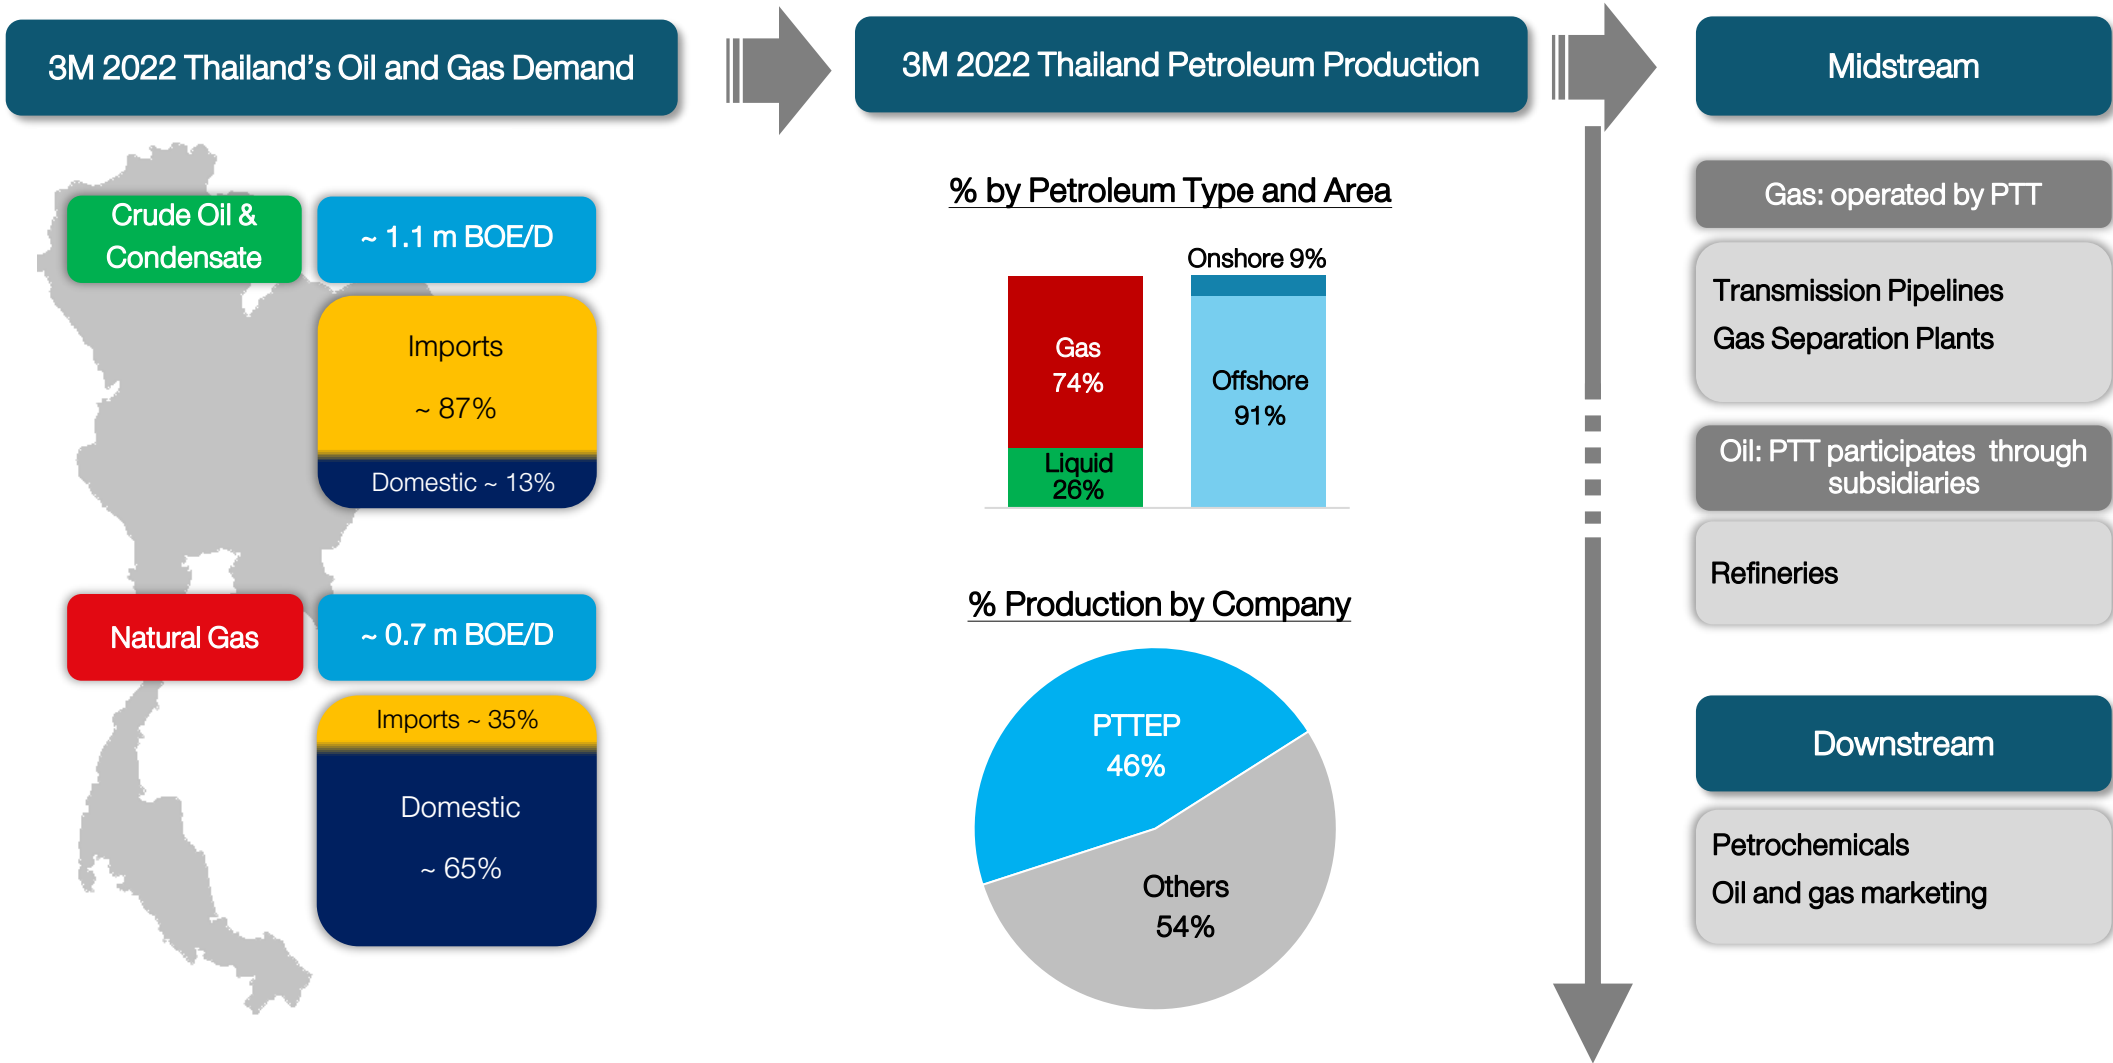 3M 2022 Thailand's Oil and Gas Demand
Crude Oil &
Condensate
~ 1.1 m BOE/D
Imports
~ 87%
Domestic ~ 13%
Natural Gas
~ 0.7 m BOE/D
Imports ~ 35%
Domestic
~ 65%
3M 2022 Thailand Petroleum Production
% by Petroleum Type and Area
Gas
74%
Liquid
26%
Onshore 9%
Offshore
91%
% Production by Company
PTTEP
46%
Others
54%
Midstream
Gas: operated by PTT
Transmission Pipelines
Gas Separation Plants
Oil: PTT participates through
subsidiaries
Refineries
Downstream
Petrochemicals
Oil and gas marketing